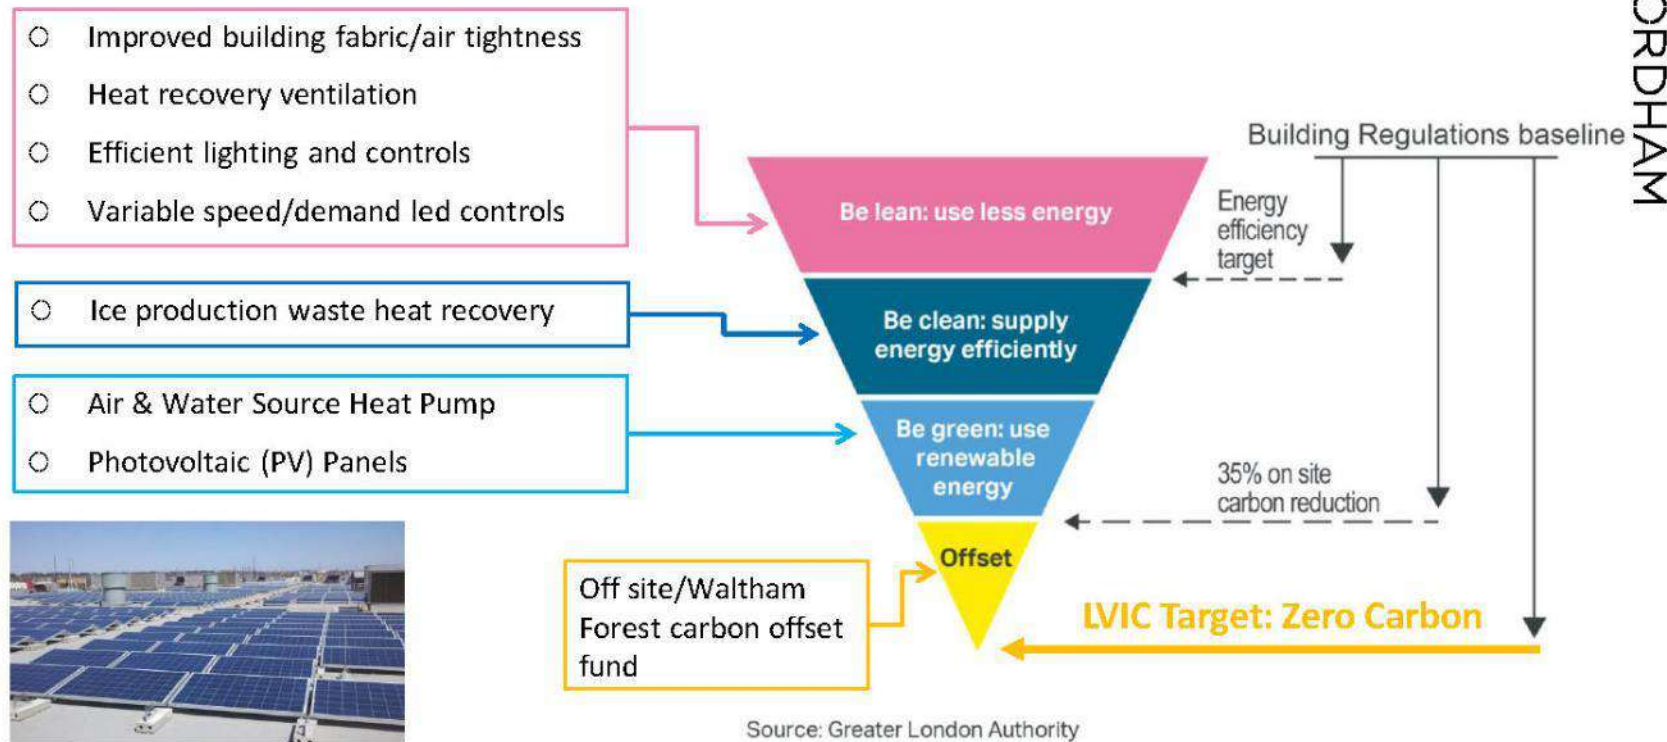 Improved building fabric/air tightness
Heat recovery ventilation
Efficient lighting and controls
Variable speed/demand led controls
Ice production waste heat recovery
Air & Water Source Heat Pump
Photovoltaic (PV) Panels
Off site/Waltham
Forest carbon offset
fund
Be lean: use less energy
Be clean: supply
energy efficiently
Be green: use
renewable
energy
Offset
Building Regulations baseline
Energy
efficiency
target
35% on site
carbon reduction
LVIC Target: Zero Carbon
Source: Greater London Authority
ORDHAM